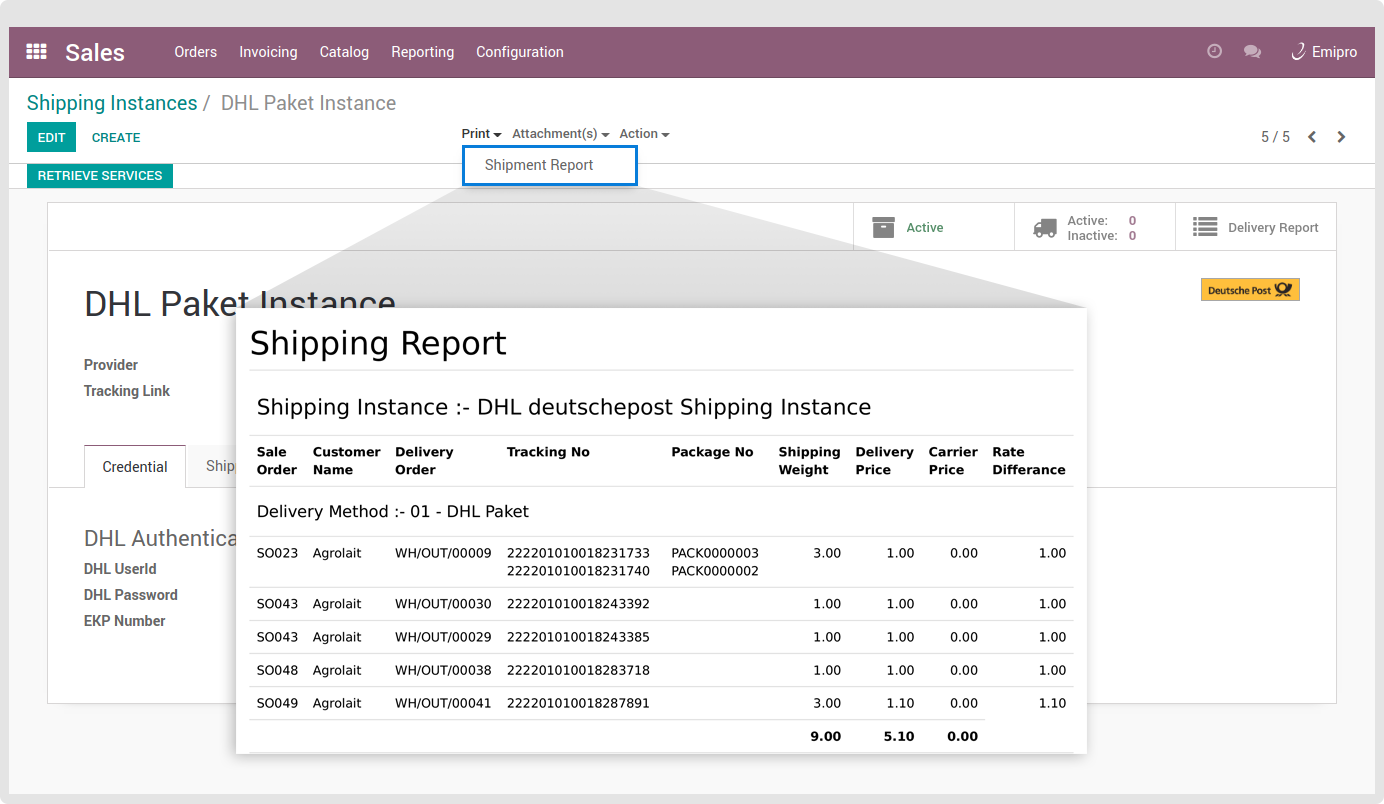 Sales Orders Invoicing Catalog Reporting Configuration Emipro
Shipping Instances / DHL Paket Instance
EDIT CREATE Print Attachment(s) Action 5 / 5
Shipment Report
RETRIEVE SERVICES
Active
Active: 0
Inactive: 0
Delivery Report
DHL Paket Instance
Deutsche Post
Provider
Tracking Link
Credential Ship
DHL Authentica
DHL UserId
DHL Password
EKP Number
Shipping Report
Shipping Instance :- DHL deutschepost Shipping Instance
Sale Order Customer Name Delivery Order Tracking No Package No Shipping Weight Delivery Price Carrier Price Rate Differance
Delivery Method :- 01 - DHL Paket
SO023 Agrolait WH/OUT/00009 222201010018231733 PACK0000003 3.00 1.00 0.00 1.00
222201010018231740 PACK0000002
SO043 Agrolait WH/OUT/00030 222201010018243392 1.00 1.00 0.00 1.00
SO043 Agrolait WH/OUT/00029 222201010018243385 1.00 1.00 0.00 1.00
SO048 Agrolait WH/OUT/00038 222201010018283718 1.00 1.00 0.00 1.00
SO049 Agrolait WH/OUT/00041 222201010018287891 3.00 1.10 0.00 1.10
9.00 5.10 0.00